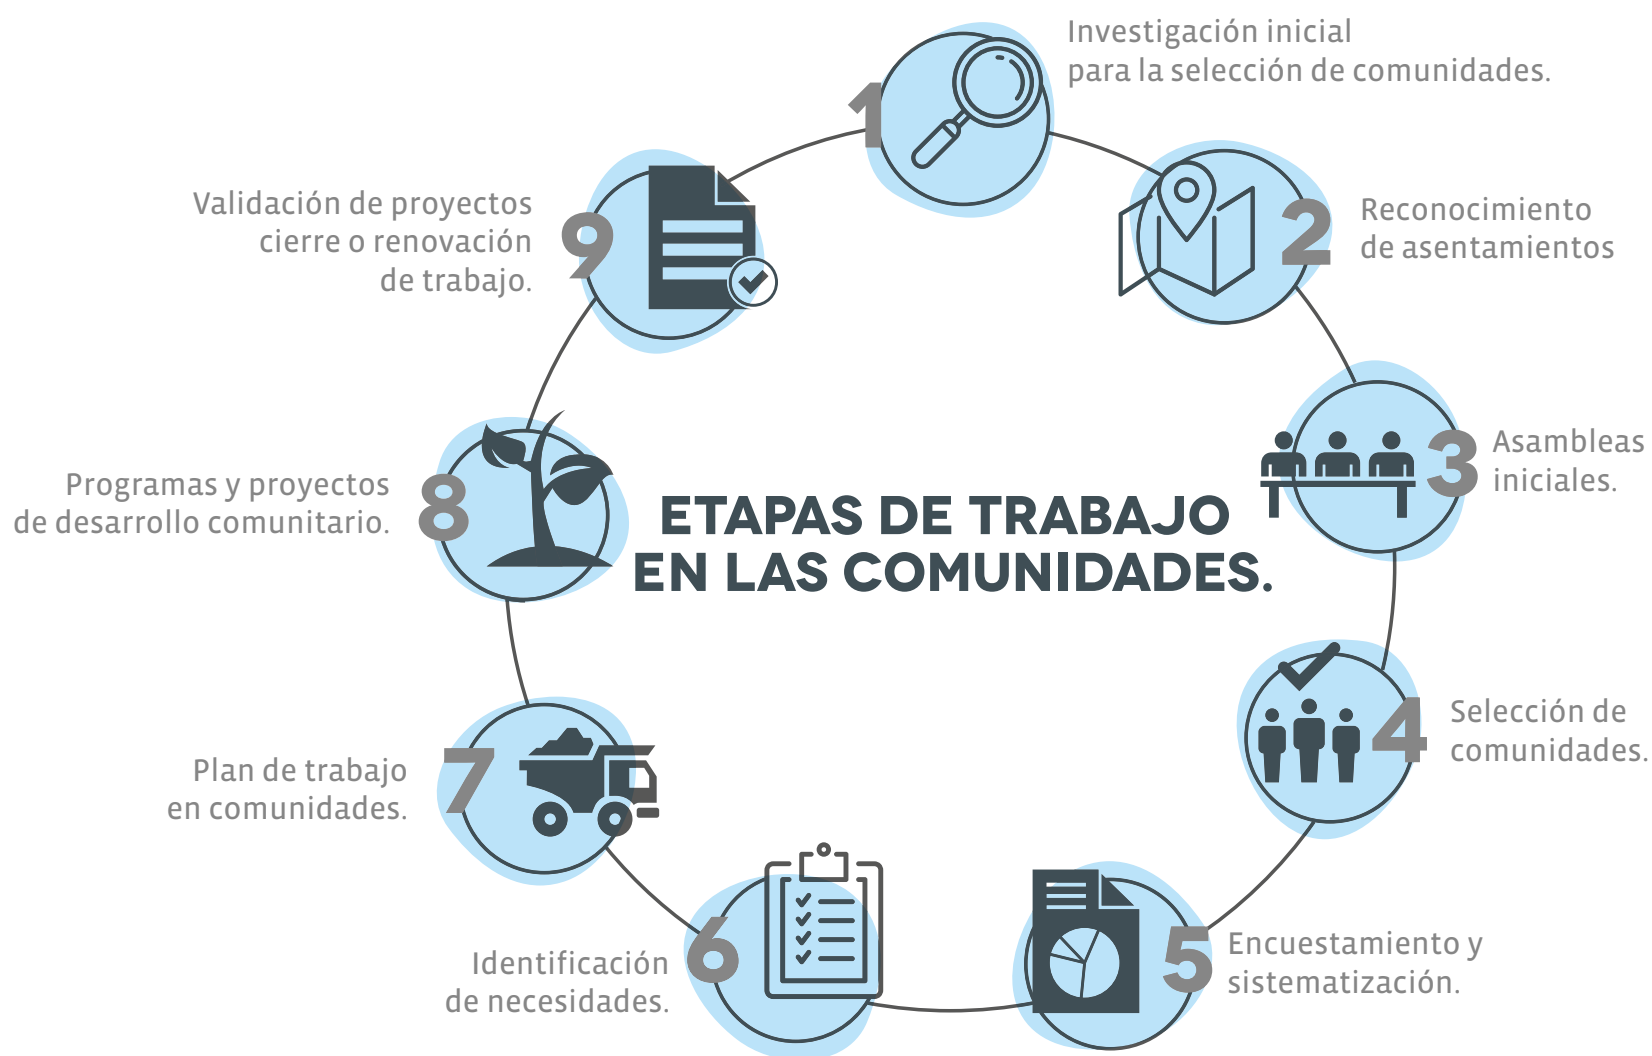 1
Investigación inicial
para la selección de comunidades.
2
Reconocimiento
de asentamientos
3
Asambleas
iniciales.
4
Selección de
comunidades.
5
Encuestamiento y
sistematización.
6
Identificación
de necesidades.
7
Plan de trabajo
en comunidades.
8
Programas y proyectos
de desarrollo comunitario.
9
Validación de proyectos
cierre o renovación
de trabajo.
ETAPAS DE TRABAJO
EN LAS COMUNIDADES.